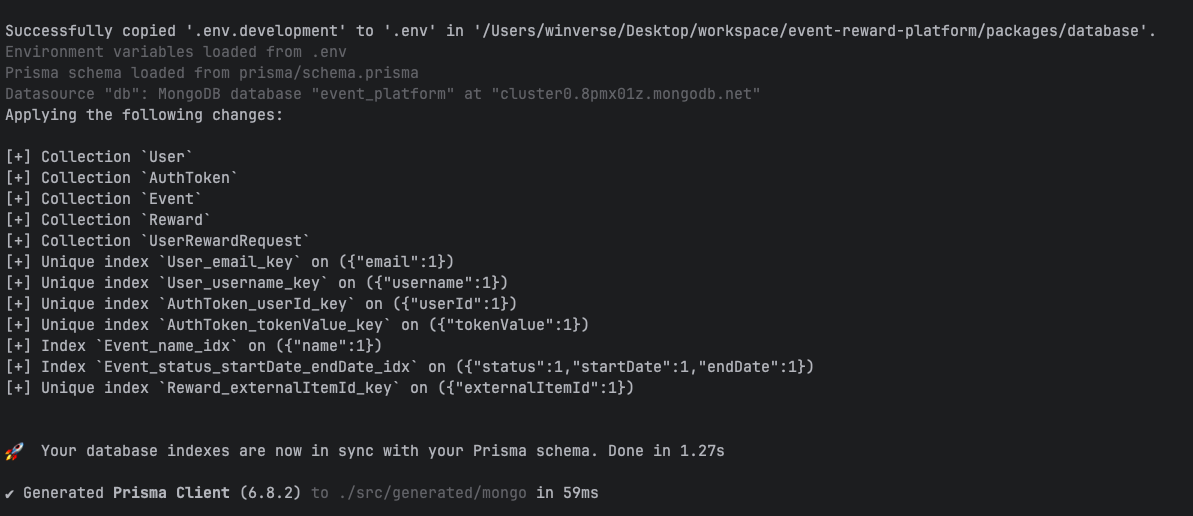 Successfully copied '.env.development' to '.env' in '/Users/winverse/Desktop/workspace/event-reward-platform/packages/database'.
Environment variables loaded from .env
Prisma schema loaded from prisma/schema.prisma
Datasource "db": MongoDB database "event_platform" at "cluster0.8pmx01z.mongodb.net"
Applying the following changes:
[+] Collection `User`
[+] Collection `AuthToken`
[+] Collection `Event`
[+] Collection `Reward`
[+] Collection `UserRewardRequest`
[+] Unique index `User_email_key` on ({"email":1})
[+] Unique index `User_username_key` on ({"username":1})
[+] Unique index `AuthToken_userId_key` on ({"userId":1})
[+] Unique index `AuthToken_tokenValue_key` on ({"tokenValue":1})
[+] Index `Event_name_idx` on ({"name":1})
[+] Index `Event_status_startDate_endDate_idx` on ({"status":1,"startDate":1,"endDate":1})
[+] Unique index `Reward_externalItemId_key` on ({"externalItemId":1})
🚀  Your database indexes are now in sync with your Prisma schema. Done in 1.27s
✔ Generated Prisma Client (6.8.2) to ./src/generated/mongo in 59ms